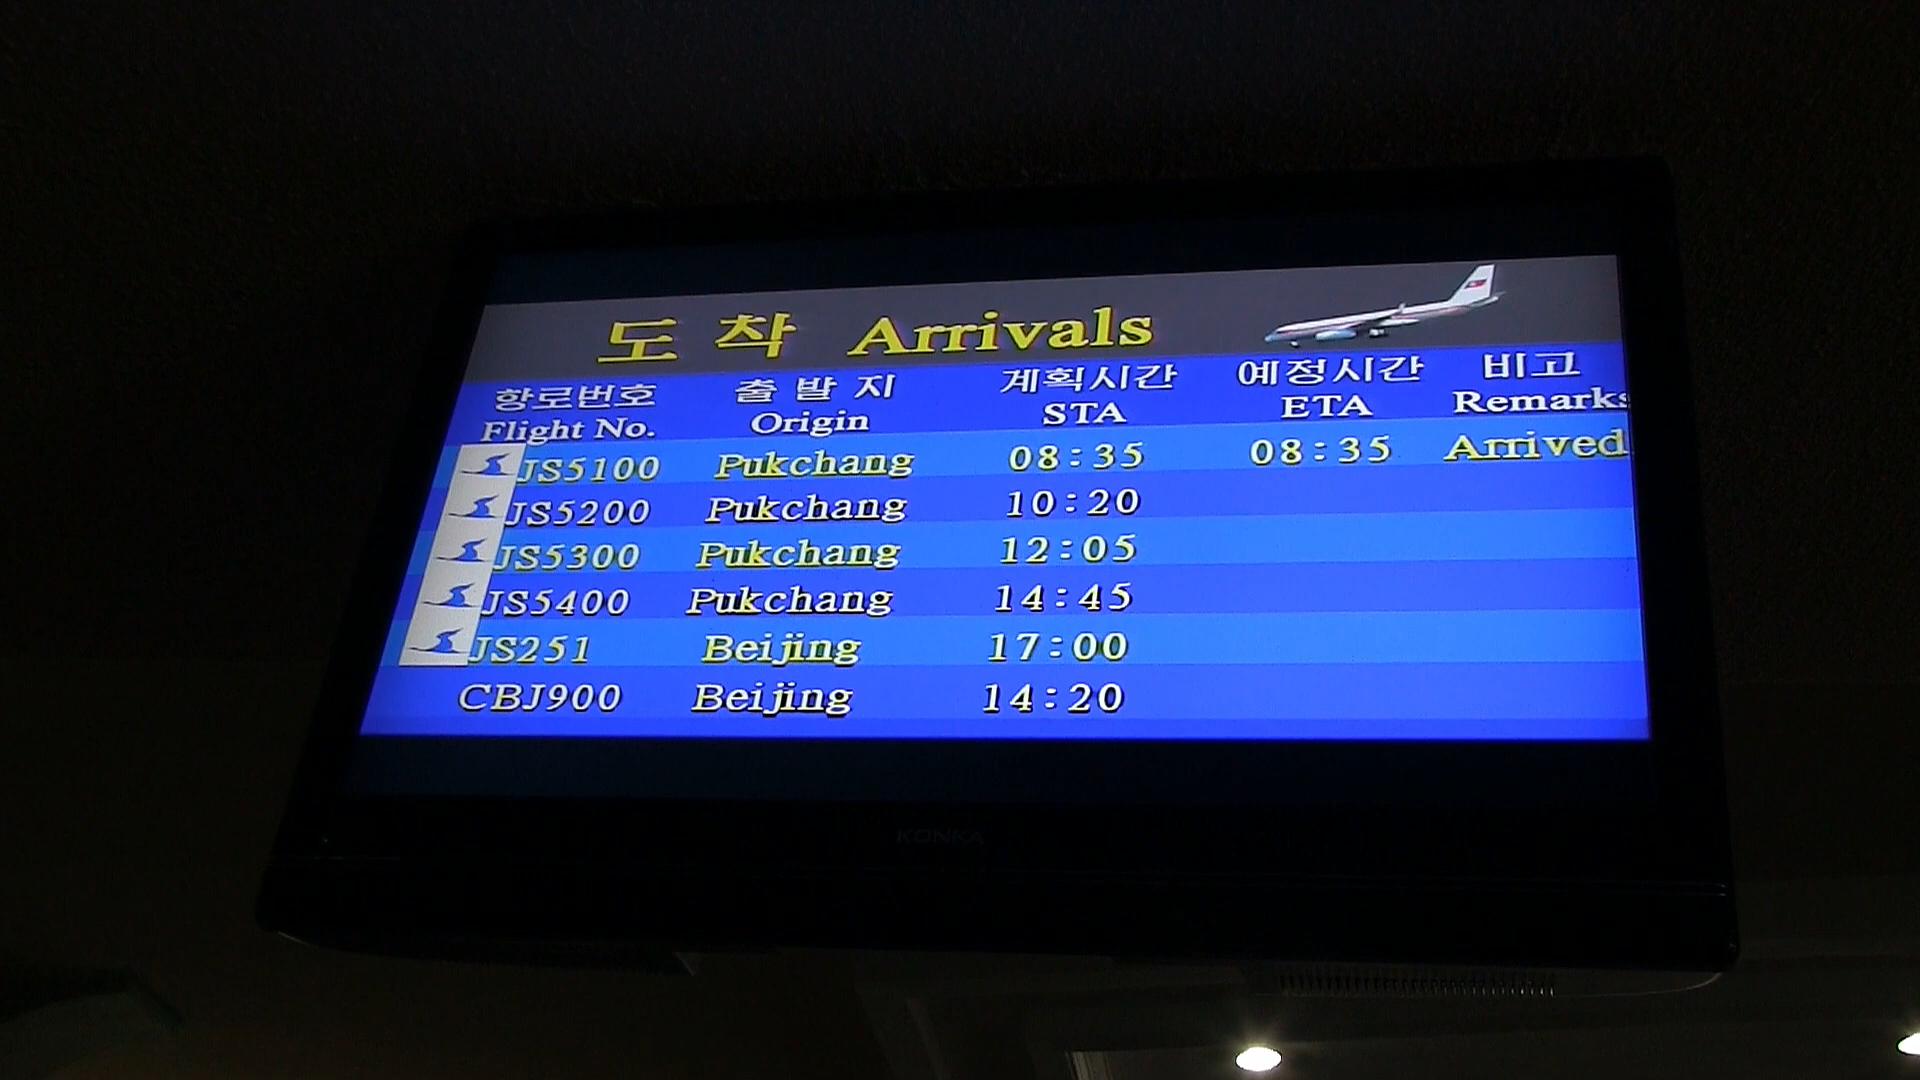 도 착 Arrivals
항로번호 출 발 지 계획시간 예정시간 비고
Flight No. Origin STA ETA Remarks
JS5100 Pukchang 08:35 08:35 Arrived
JS5200 Pukchang 10:20
JS5300 Pukchang 12:05
JS5400 Pukchang 14:45
JS251 Beijing 17:00
CBJ900 Beijing 14:20
KONKA